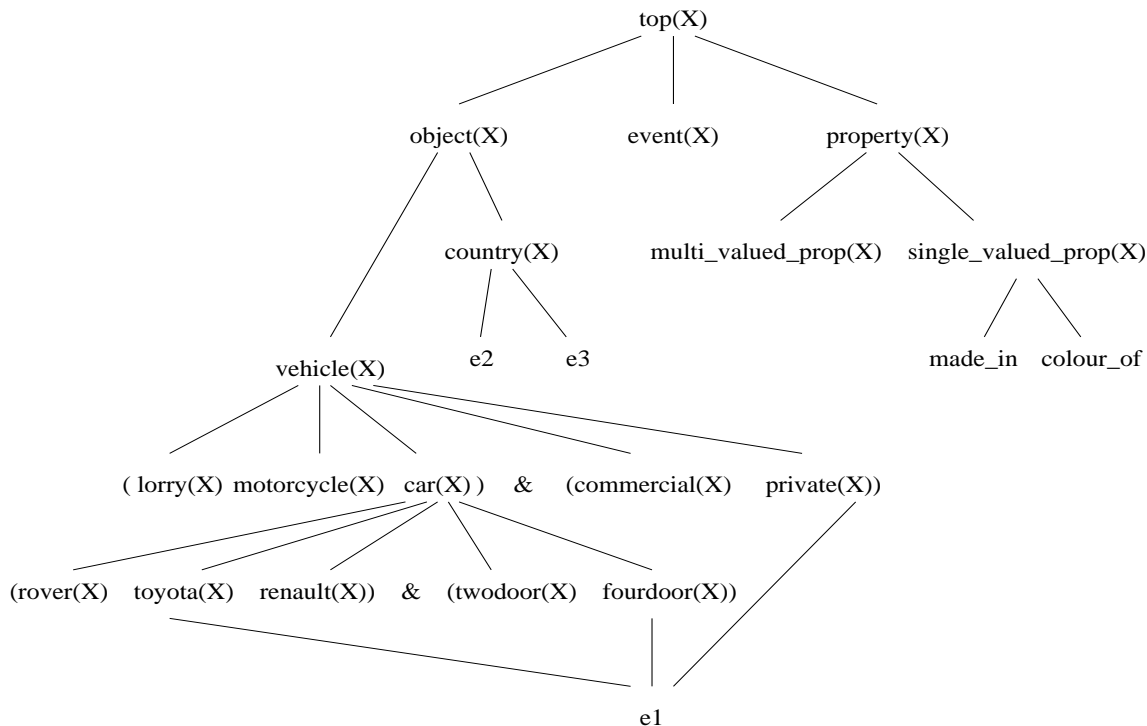 top(X)
object(X) event(X) property(X)
country(X) multi_valued_prop(X) single_valued_prop(X)
vehicle(X) e2 e3 made_in colour_of
( lorry(X) motorcycle(X) car(X) ) & (commercial(X) private(X))
(rover(X) toyota(X) renault(X)) & (twodoor(X) fourdoor(X))
e1